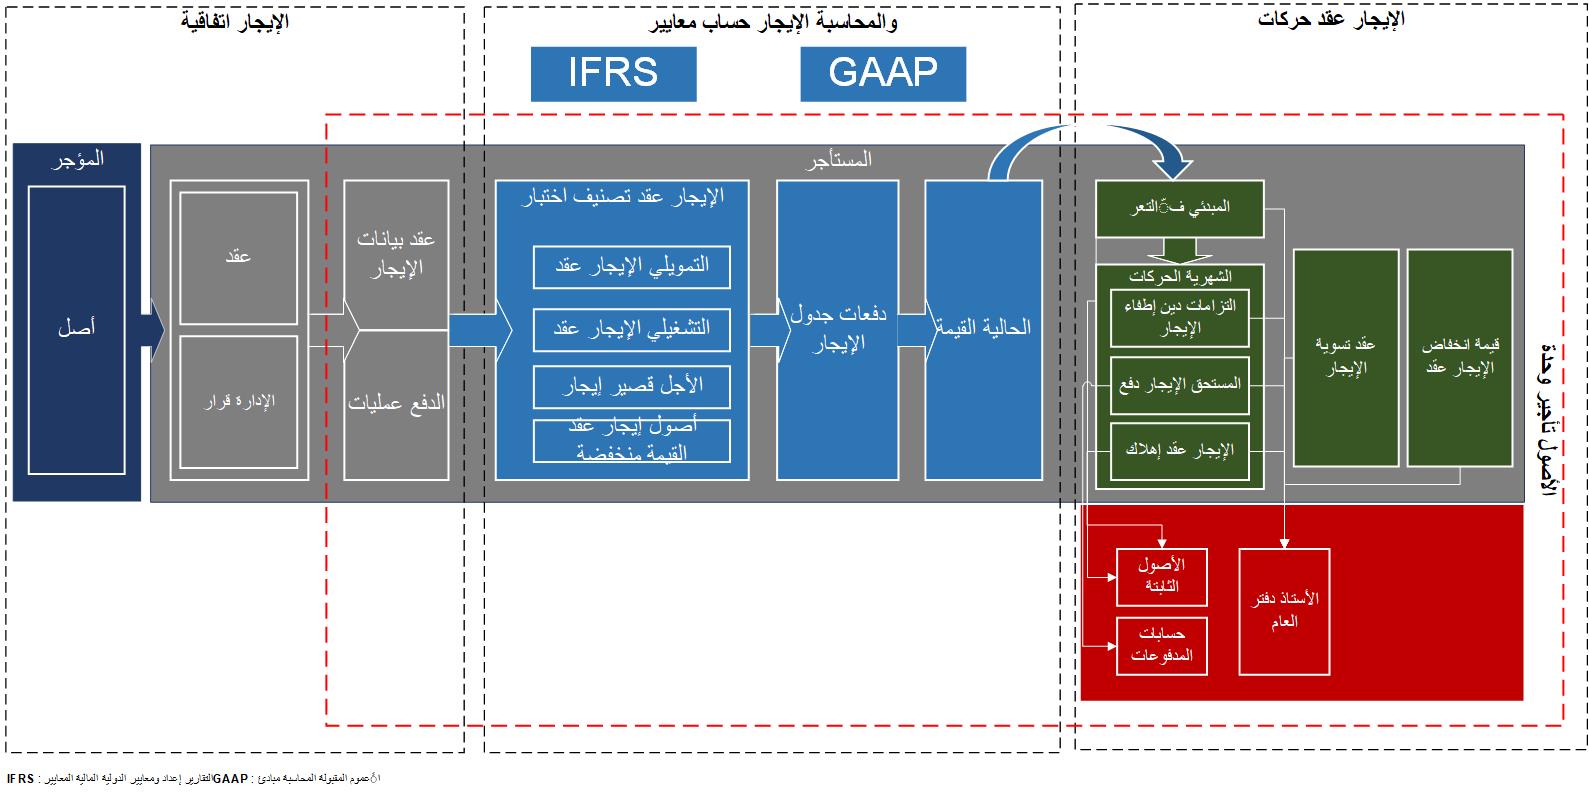 الإيجار اتفاقية
والمحاسبة الإيجار حساب معايير
الإيجار عقد حركات
IFRS
GAAP
المؤجر
أصل
المستأجر
عقد
الإدارة قرار
عقد بيانات
الإيجار
الدفع عمليات
الإيجار عقد تصنيف اختبار
التمويلي الإيجار عقد
التشغيلي الإيجار عقد
الأجل قصير إيجار
أصول إيجار عقد
القيمة منخفضة
دفعات جدول
الإيجار
الحالية القيمة
المبدئي التعرّف
الشهرية الحركات
التزامات دين إطفاء
الإيجار
المستحق الإيجار دفع
الإيجار عقد إهلاك
عقد تسوية
الإيجار
قيمة انخفاض
الإيجار عقد
الأصول تأجير وحدة
الأصول
الثابتة
حسابات
المدفوعات
الأستاذ دفتر
العام
IFRS : التقارير إعداد ومعايير الدولية المالية المعايير GAAP : عموماً المقبولة المحاسبة مبادئ